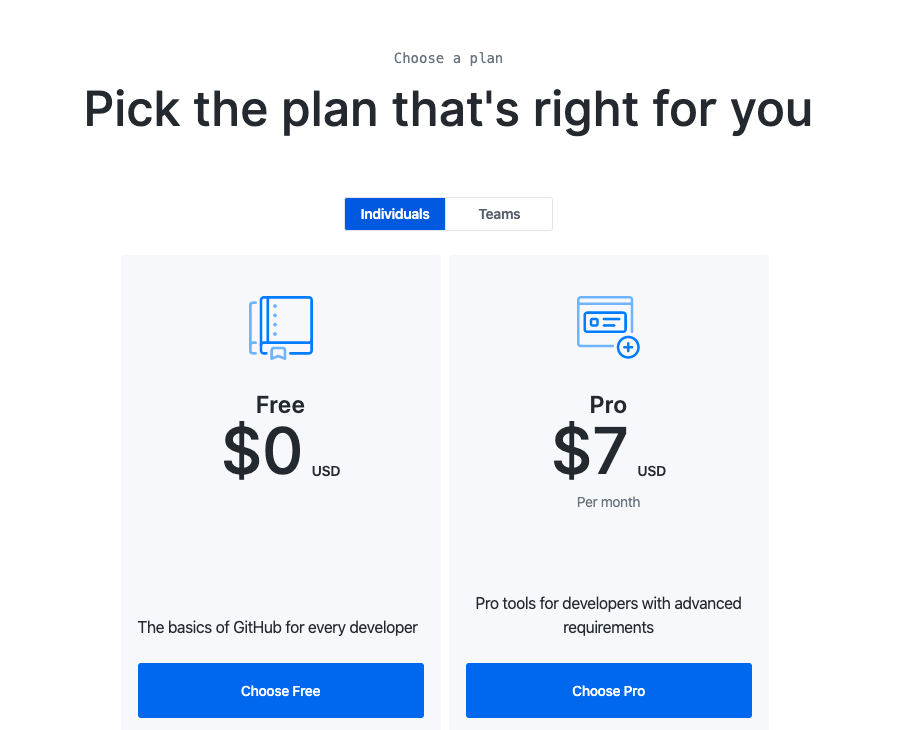 Choose a plan
Pick the plan that's right for you
Individuals
Teams
Free
$0 USD
The basics of GitHub for every developer
Choose Free
Pro
$7 USD
Per month
Pro tools for developers with advanced
requirements
Choose Pro